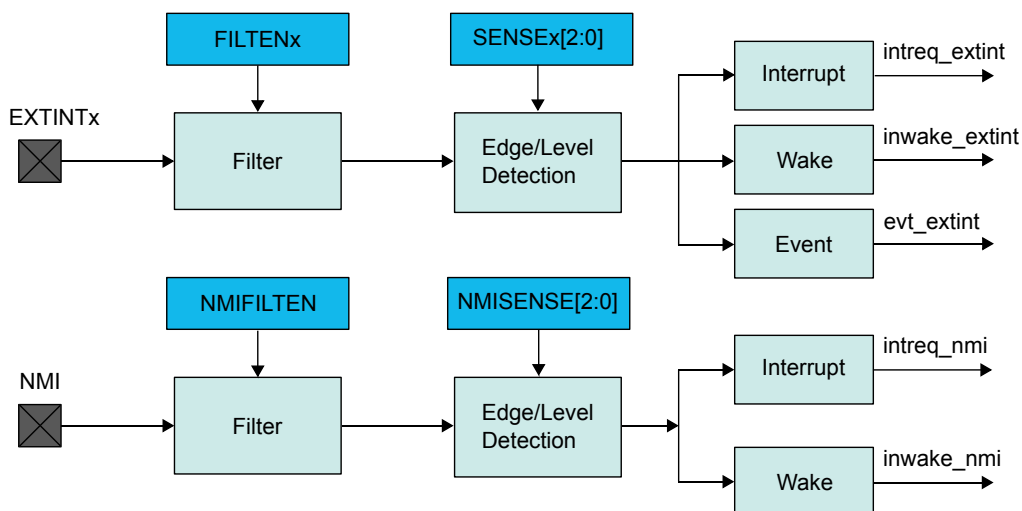 FILTENx
SENSEx[2:0]
intreq_extint
Interrupt
EXTINTx
inwake_extint
Filter
Edge/Level
Detection
Wake
evt_extint
Event
NMIFILTEN
NMISENSE[2:0]
intreq_nmi
Interrupt
NMI
Filter
Edge/Level
Detection
inwake_nmi
Wake